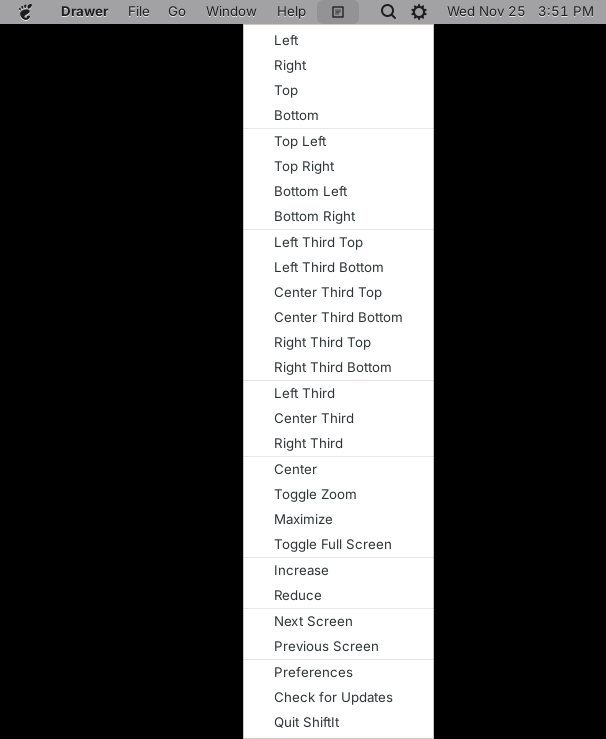 Drawer File Go Window Help Wed Nov 25 3:51 PM
Left
Right
Top
Bottom
Top Left
Top Right
Bottom Left
Bottom Right
Left Third Top
Left Third Bottom
Center Third Top
Center Third Bottom
Right Third Top
Right Third Bottom
Left Third
Center Third
Right Third
Center
Toggle Zoom
Maximize
Toggle Full Screen
Increase
Reduce
Next Screen
Previous Screen
Preferences
Check for Updates
Quit ShiftIt